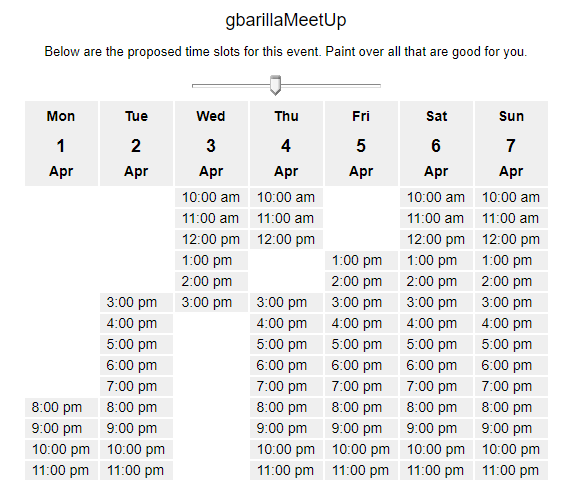 gbarillaMeetUp
Below are the proposed time slots for this event. Paint over all that are good for you.
Mon Tue Wed Thu Fri Sat Sun
1 2 3 4 5 6 7
Apr Apr Apr Apr Apr Apr Apr
10:00 am 10:00 am 10:00 am 10:00 am
11:00 am 11:00 am 11:00 am 11:00 am
12:00 pm 12:00 pm 12:00 pm 12:00 pm
1:00 pm 1:00 pm 1:00 pm 1:00 pm
2:00 pm 2:00 pm 2:00 pm 2:00 pm
3:00 pm 3:00 pm 3:00 pm 3:00 pm 3:00 pm 3:00 pm
4:00 pm 4:00 pm 4:00 pm 4:00 pm 4:00 pm
5:00 pm 5:00 pm 5:00 pm 5:00 pm 5:00 pm
6:00 pm 6:00 pm 6:00 pm 6:00 pm 6:00 pm
7:00 pm 7:00 pm 7:00 pm 7:00 pm 7:00 pm
8:00 pm 8:00 pm 8:00 pm 8:00 pm 8:00 pm 8:00 pm
9:00 pm 9:00 pm 9:00 pm 9:00 pm 9:00 pm 9:00 pm
10:00 pm 10:00 pm 10:00 pm 10:00 pm 10:00 pm 10:00 pm
11:00 pm 11:00 pm 11:00 pm 11:00 pm 11:00 pm 11:00 pm